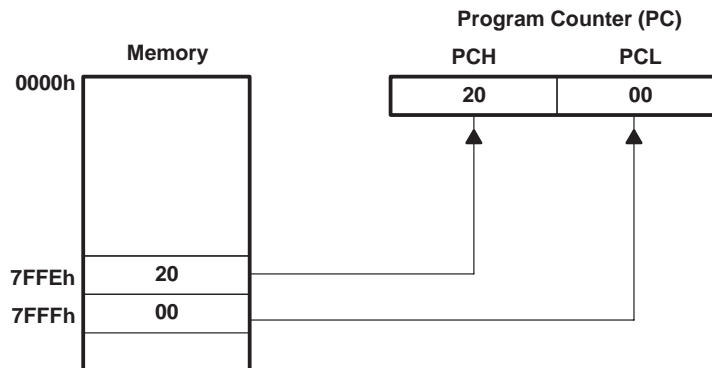 Program Counter (PC)
Memory
PCH
PCL
0000h
20
00
7FFEh
20
7FFFh
00